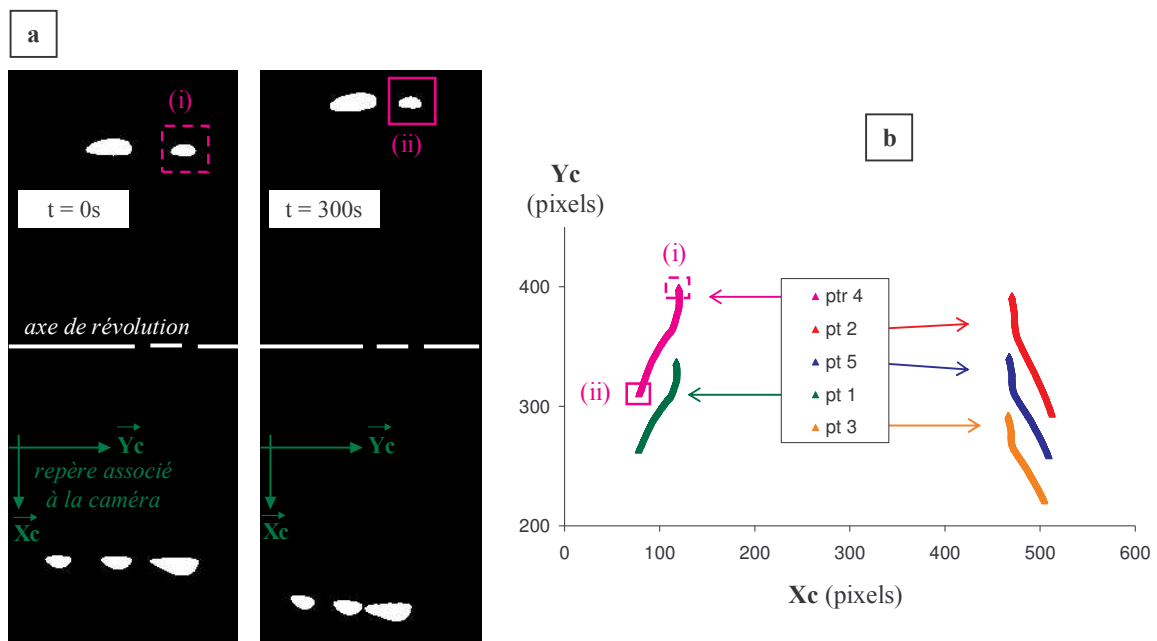 a
(i)
(ii)
t = 0s
t = 300s
axe de révolution
Yc
repère associé
à la caméra
Xc
Yc
Xc
b
Yc
(pixels)
(i)
(ii)
400
300
200
0
100
200
300
400
500
600
Xc (pixels)
ptr 4
pt 2
pt 5
pt 1
pt 3